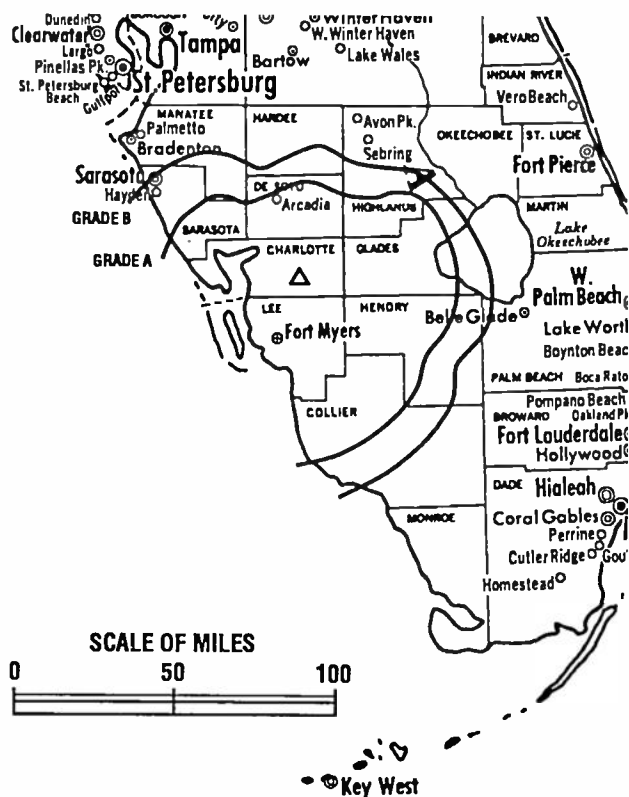 Dunedin
Clearwater
Largo
Pinellas Pk.
St. Petersburg
Beach
Gulfport
Tampa
St. Petersburg
Winter Haven
W. Winter Haven
Bartow
Lake Wales
BREVARD
INDIAN RIVER
Vero Beach
MANATEE
HARDEE
Palmetto
Bradenton
Avon Pk.
Sebring
OKEECHOBEE
ST. LUCIE
Fort Pierce
Sarasota
Hayden
DE SOTO
Arcadia
HIGHLANDS
MARTIN
GRADE B
SARASOTA
Lake
Okeechobee
GRADE A
CHARLOTTE
GLADES
W.
Palm Beach
LEE
HENDRY
Belle Glade
Lake Worth
Fort Myers
Boynton Beac
PALM BEACH
Boca Rato
COLLIER
Pompano Beach
BROWARD
Oakland Pk
Fort Lauderdale
Hollywood
DADE
Hialeah
MONROE
Coral Gables
Perrine
Cutler Ridge
Gou
Homestead
SCALE OF MILES
0 50 100
Key West